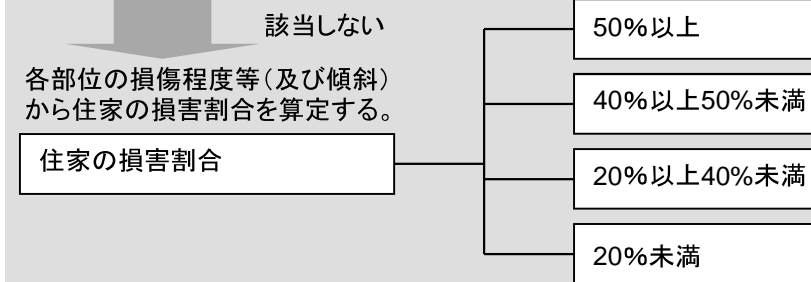 該当しない
各部位の損傷程度等（及び傾斜）
から住家の損害割合を算定する。
住家の損害割合
50％以上
40％以上50％未満
20％以上40％未満
20％未満